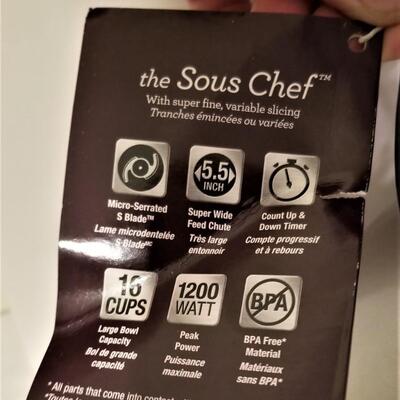 the Sous Chef™
With super fine, variable slicing
Tranches émincées ou variées
5.5
INCH
Micro-Serrated
S Blade™
Lame microdentelée
S Blade MC
Super Wide
Feed Chute
Très large
entonnoir
Count Up &
Down Timer
Compte progressif
et à rebours
16
CUPS
1200
WATT
BPA
Large Bowl
Capacity
Bol de grande
capacité
Peak
Power
Puissance
maximale
BPA Free*
Material
Matériaux
sans BPA*
*All parts that come into contact
*Toutes